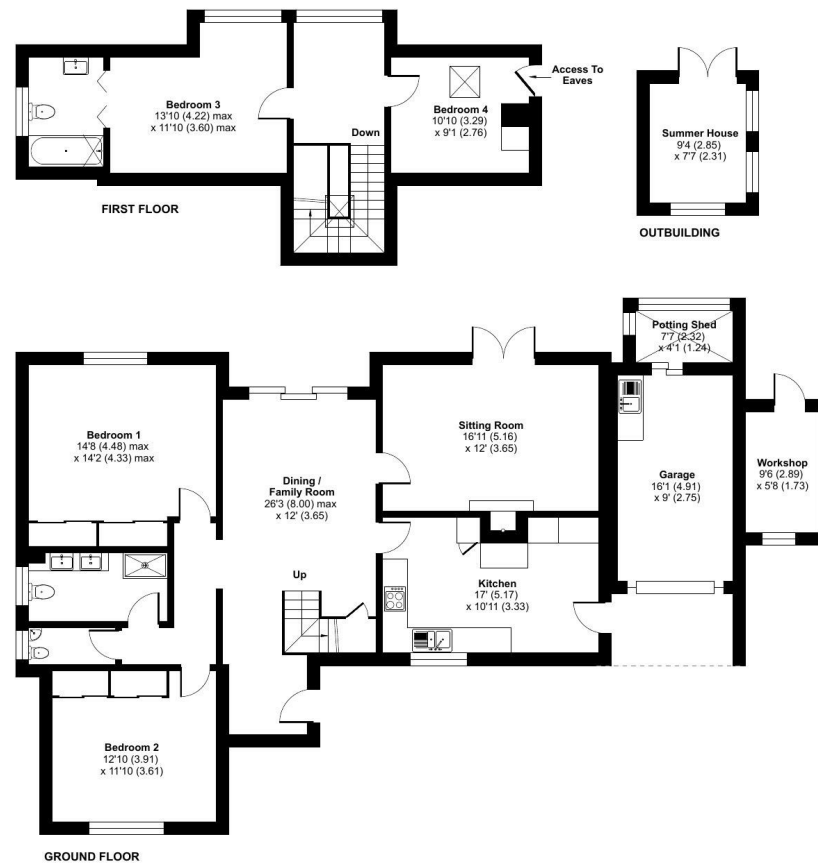 Access To
Eaves
Bedroom 3
13'10 (4.22) max
x 11'10 (3.60) max
Bedroom 4
10'10 (3.29)
x 9'1 (2.76)
Down
FIRST FLOOR
Summer House
9'4 (2.85)
x 7'7 (2.31)
OUTBUILDING
Potting Shed
7'7 (2.32)
x 4'1 (1.24)
Bedroom 1
14'8 (4.48) max
x 14'2 (4.33) max
Sitting Room
16'11 (5.16)
x 12' (3.65)
Dining /
Family Room
26'3 (8.00) max
x 12' (3.65)
Garage
16'1 (4.91)
x 9' (2.75)
Workshop
9'6 (2.89)
x 5'8 (1.73)
Up
Kitchen
17' (5.17)
x 10'11 (3.33)
Bedroom 2
12'10 (3.91)
x 11'10 (3.61)
GROUND FLOOR